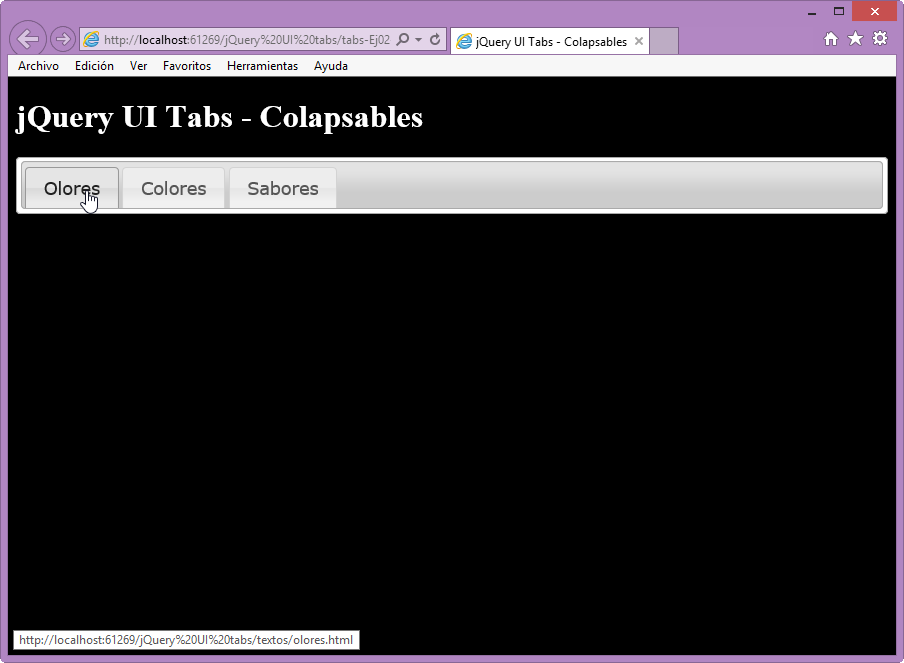 http://localhost:61269/jQuery%20UI%20tabs/tabs-Ej02
jQuery UI Tabs - Colapsables
Archivo Edición Ver Favoritos Herramientas Ayuda
jQuery UI Tabs - Colapsables
Olores Colores Sabores
http://localhost:61269/jQuery%20UI%20tabs/textos/olores.html